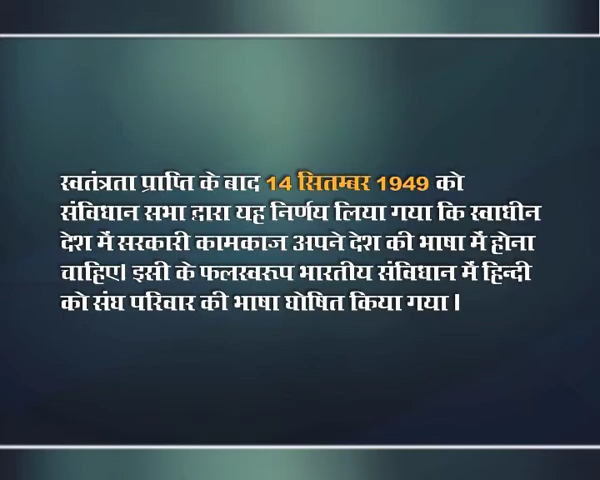 स्वतंत्रता प्राप्ति के बाद 14 सितम्बर 1949 को
संविधान सभा द्वारा यह निर्णय लिया गया कि स्वाधीन
देश में सरकारी कामकाज अपने देश की भाषा में होना
चाहिए। इसी के फलस्वरूप भारतीय संविधान में हिन्दी
को संघ परिवार की भाषा घोषित किया गया ।